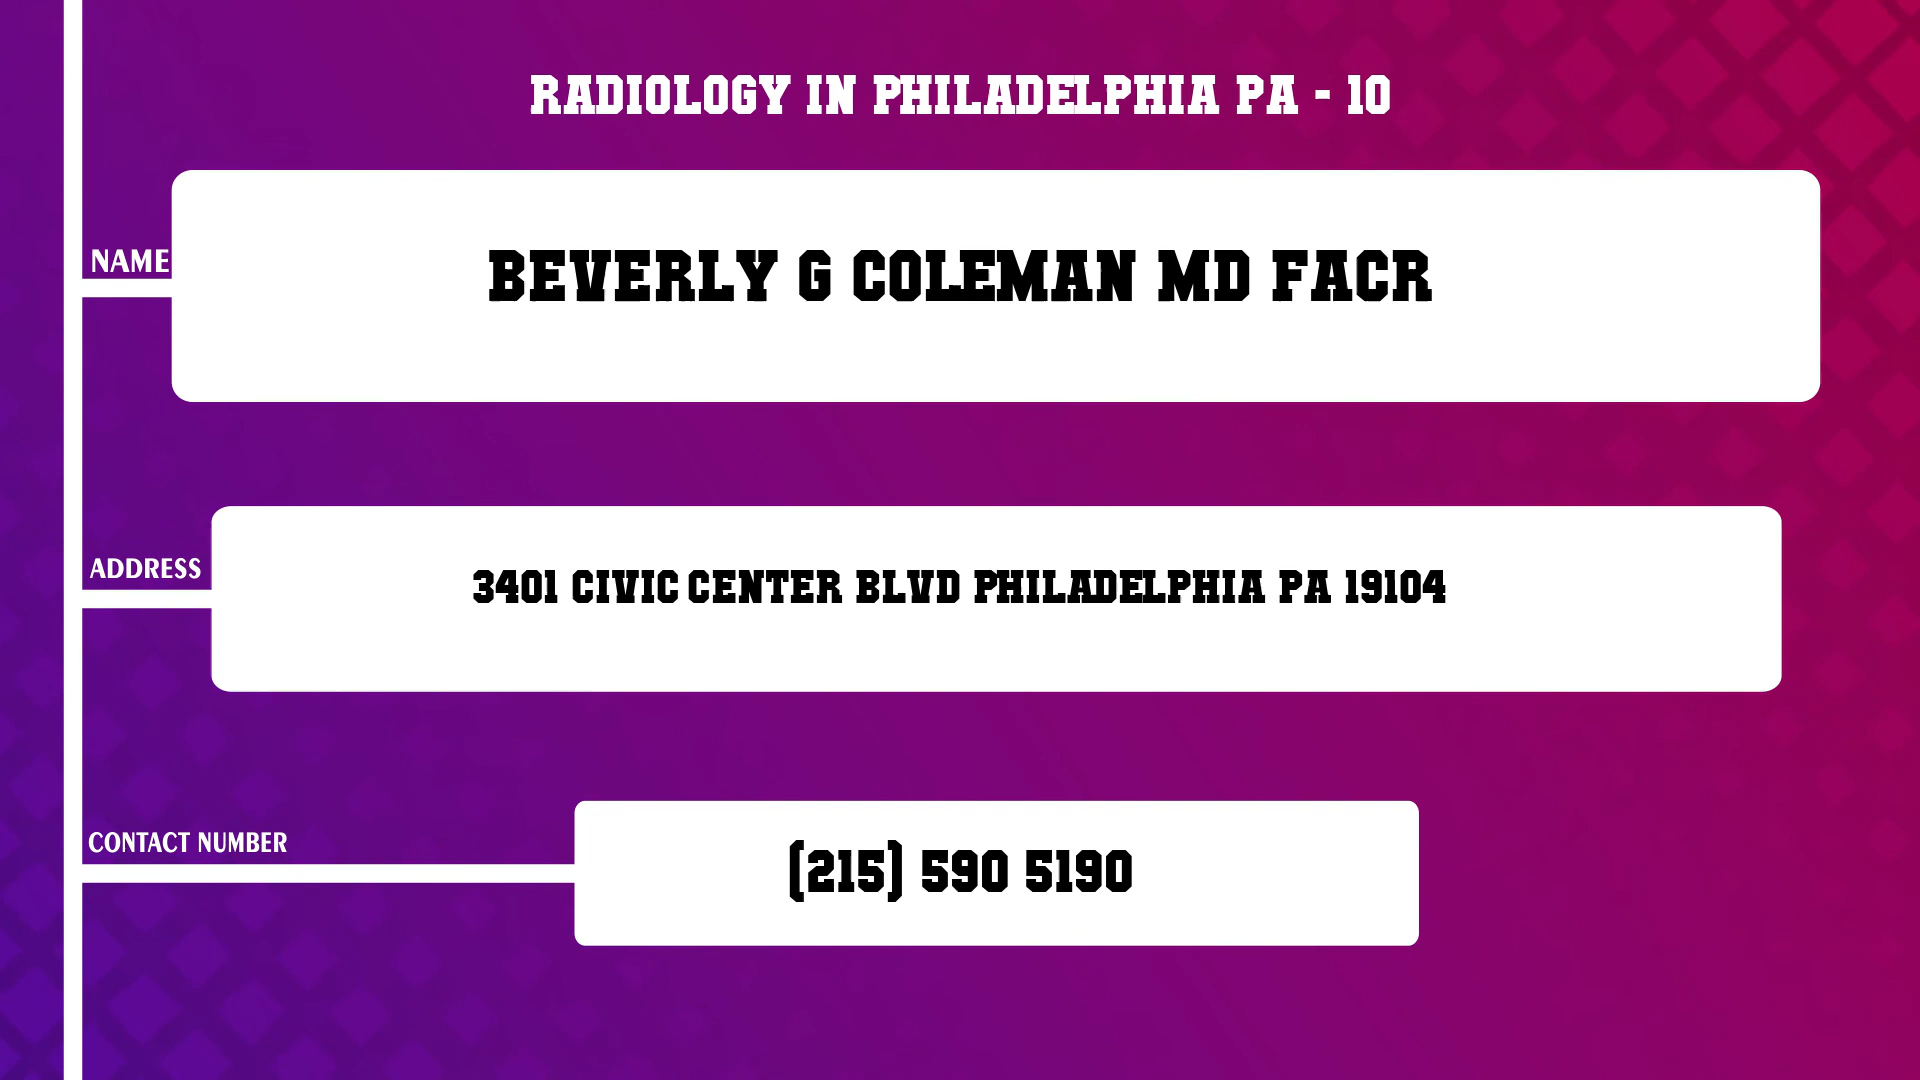 RADIOLOGY IN PHILADELPHIA PA - 10
NAME
BEVERLY G COLEMAN MD FACR
ADDRESS
3401 CIVIC CENTER BLVD PHILADELPHIA PA 19104
CONTACT NUMBER
(215) 590 5190